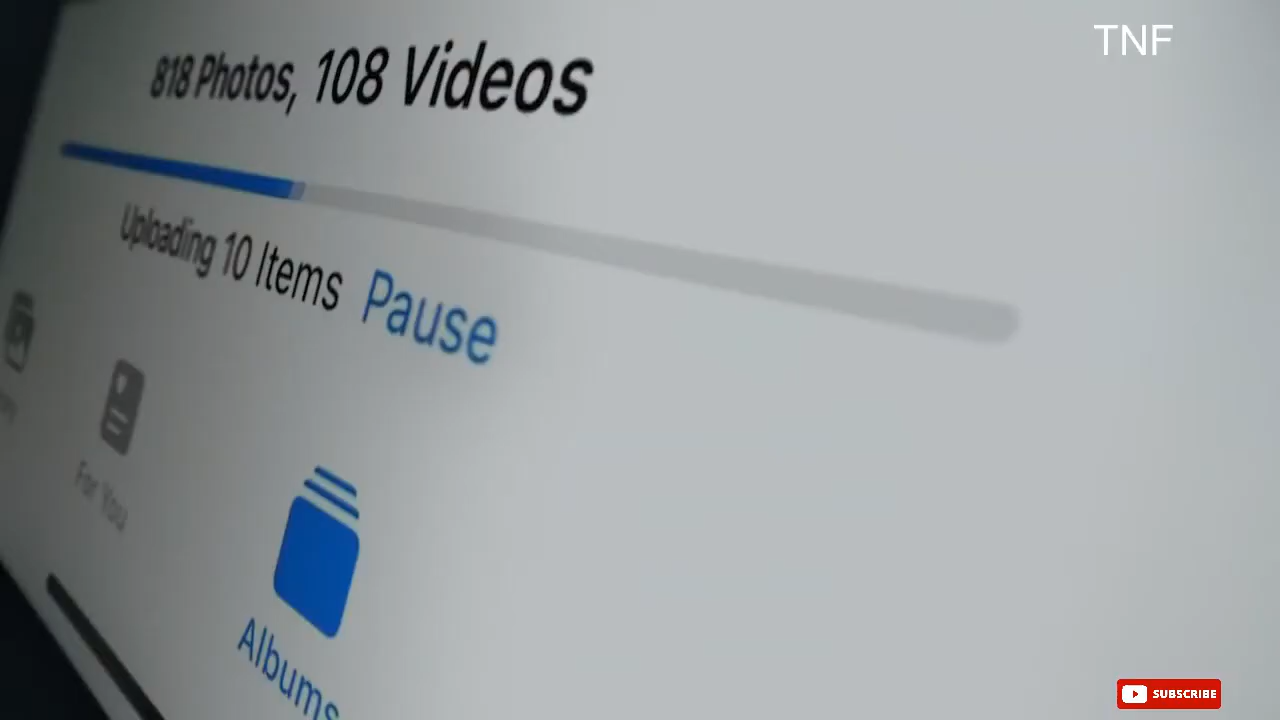 TNF
818 Photos, 108 Videos
Uploading 10 Items Pause
For You
Albums
SUBSCRIBE